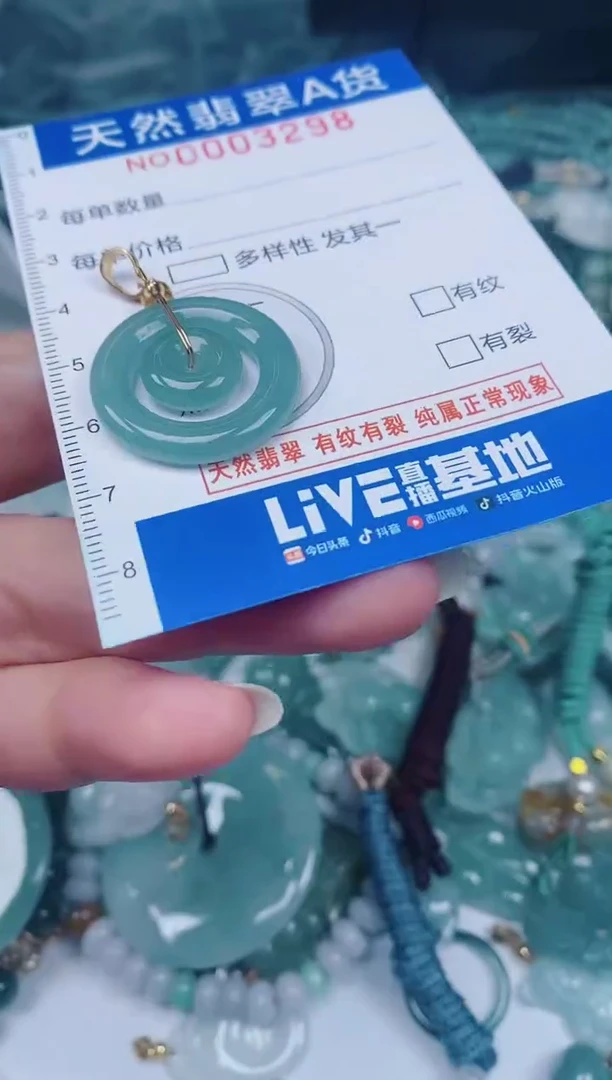 天然翡翠A货
NO0003298
每单数量
每 价格
多样性 发其一
有纹
有裂
天然翡翠 有纹有裂 纯属正常现象
LiVE直播基地
今日头条 抖音 西瓜视频 抖音火山版
0
1
2
3
4
5
6
7
8